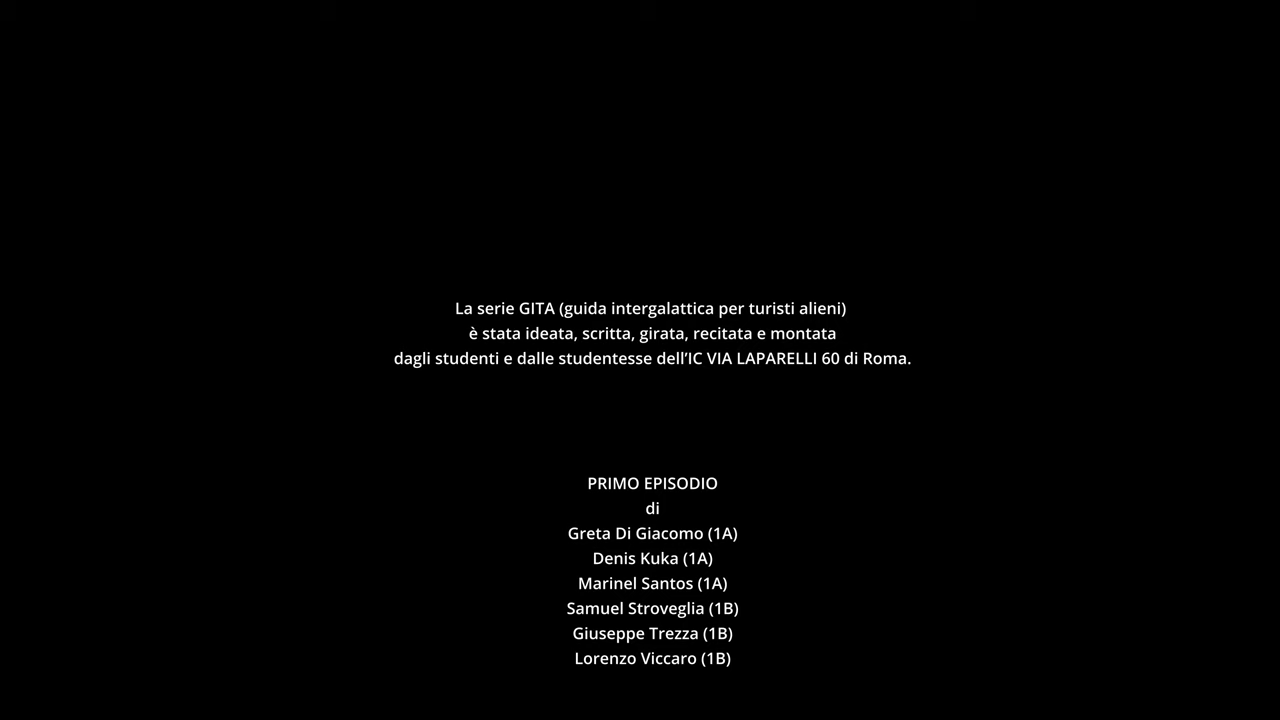 La serie GITA (guida intergalattica per turisti alieni)
è stata ideata, scritta, girata, recitata e montata
dagli studenti e dalle studentesse dell’IC VIA LAPARELLI 60 di Roma.
PRIMO EPISODIO
di
Greta Di Giacomo (1A)
Denis Kuka (1A)
Marinel Santos (1A)
Samuel Stroveglia (1B)
Giuseppe Trezza (1B)
Lorenzo Viccaro (1B)